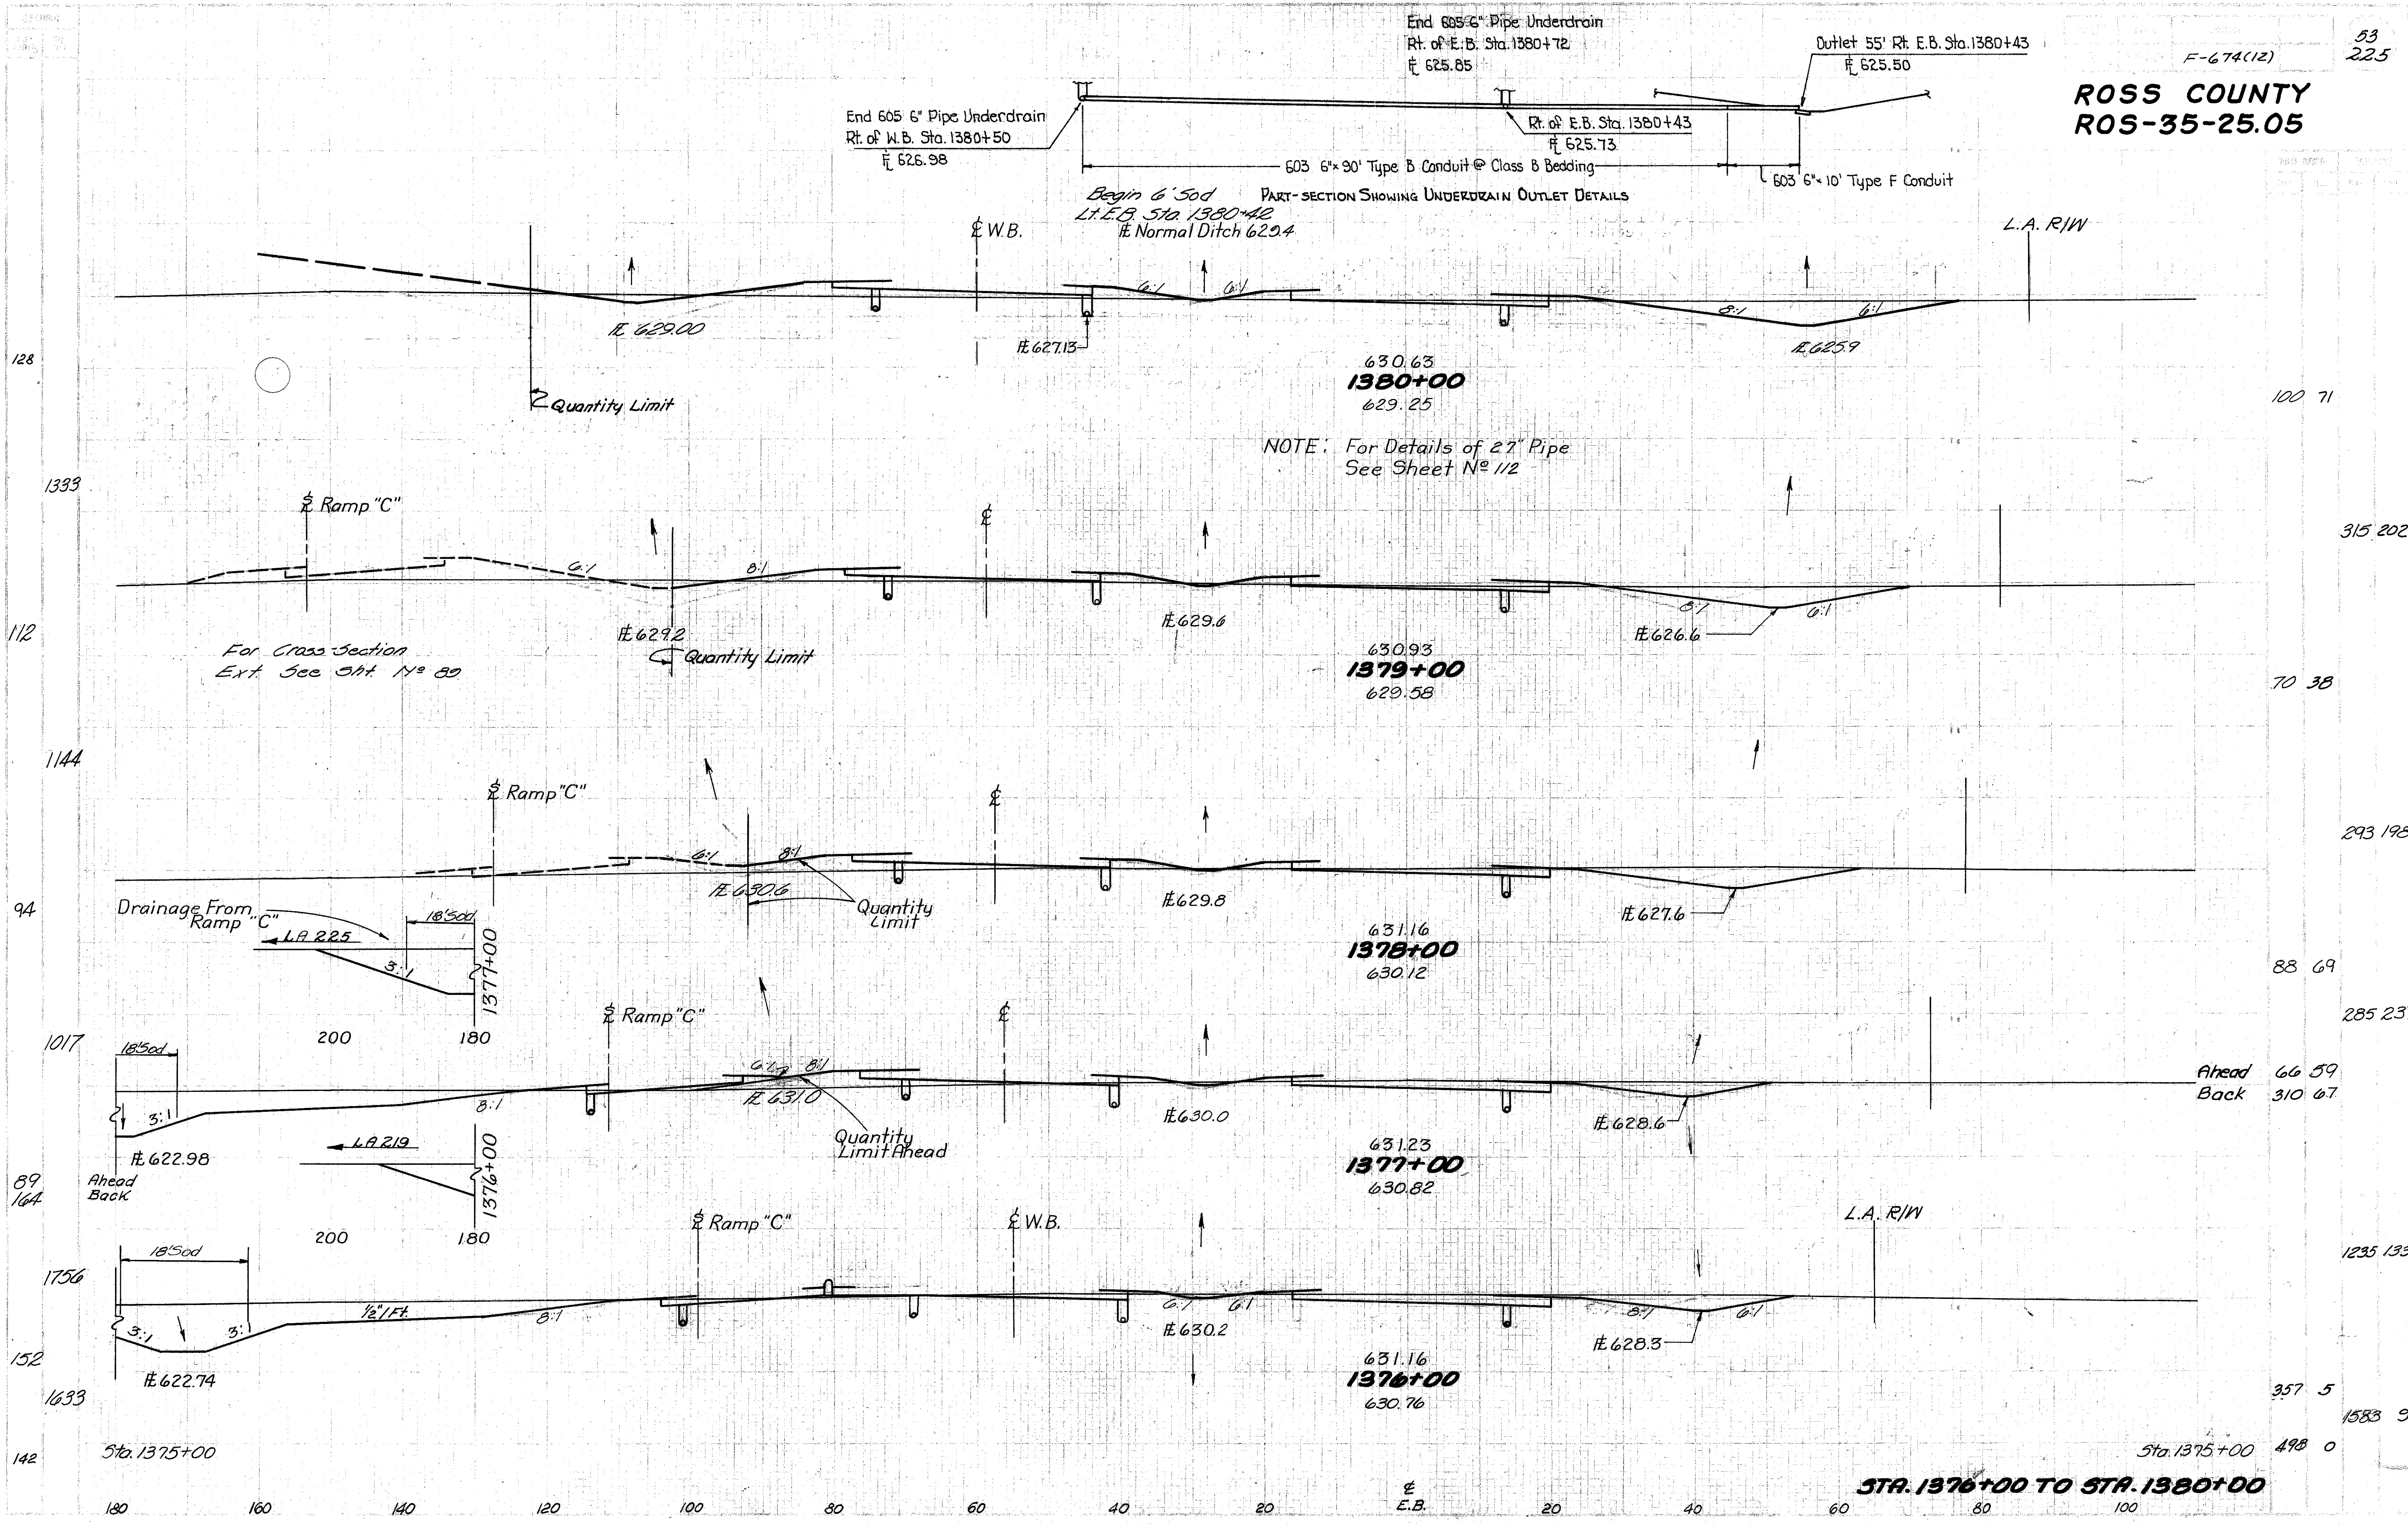 53
225
F-674(12)
ROSS COUNTY
ROS-35-25.05
End 605 6" Pipe Underdrain
Rt. of E.B. Sta. 1380+72
F̵L 625.85
Outlet 55' Rt. E.B. Sta. 1380+43
F̵L 625.50
End 605 6" Pipe Underdrain
Rt. of W.B. Sta. 1380+50
F̵L 626.98
Rt. of E.B. Sta. 1380+43
F̵L 625.73
603 6"x 90' Type B Conduit @ Class B Bedding
603 6"x 10' Type F Conduit
PART-SECTION SHOWING UNDERDRAIN OUTLET DETAILS
Begin 6' Sod
Lt. E.B. Sta. 1380+42
F̵L Normal Ditch 629.4
℄ W.B.
L.A. R/W
6:1 6:1
8:1 6:1
F̵L 629.00
F̵L 627.13
F̵L 625.9
128
630.63
1380+00
629.25
100 71
Quantity Limit
NOTE: For Details of 27" Pipe
See Sheet Nº 112
1333
℄ Ramp "C"
℄
315 202
6:1 8:1
8:1 6:1
F̵L 629.2
F̵L 629.6
F̵L 626.6
112
Quantity Limit
For Cross-Section
Ext. See Sht. Nº 89
630.93
1379+00
629.58
70 38
1144
℄ Ramp "C"
℄
293 198
6:1 8:1
F̵L 630.6
F̵L 629.8
F̵L 627.6
Quantity
Limit
94
Drainage From
Ramp "C"
18' Sod
LA 225
3:1
1377+00
200 180
631.16
1378+00
630.12
88 69
1017
℄ Ramp "C"
℄
285 23
18' Sod
3:1
8:1
6:1 8:1
F̵L 631.0
F̵L 630.0
F̵L 628.6
Ahead 66 59
Back 310 67
F̵L 622.98
Quantity
Limit Ahead
LA 219
1376+00
200 180
89 Ahead
164 Back
631.23
1377+00
630.82
℄ Ramp "C"
℄ W.B.
L.A. R/W
1235 133
1756
18' Sod
3:1 3:1
1/2"/Ft.
8:1
6:1 6:1
8:1 6:1
F̵L 622.74
F̵L 630.2
F̵L 628.3
152
631.16
1376+00
630.76
357 5
1633
1583
142
Sta. 1375+00
Sta. 1375+00 498 0
STA. 1376+00 TO STA. 1380+00
180 160 140 120 100 80 60 40 20 ℄ E.B. 20 40 60 80 100